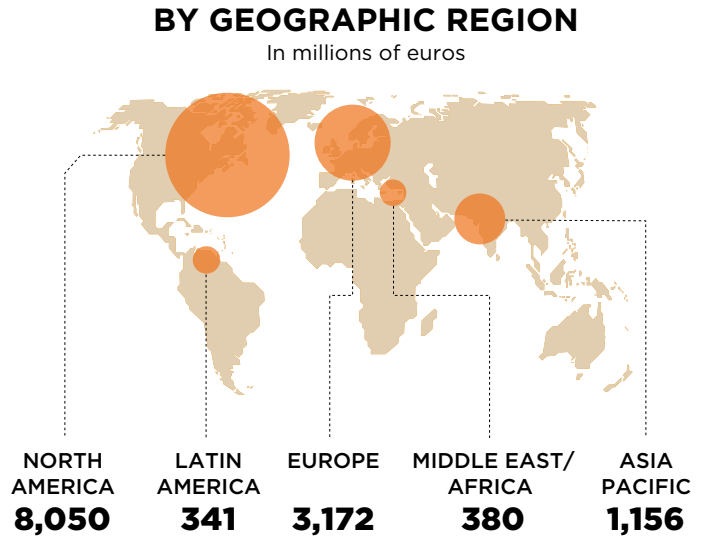 BY GEOGRAPHIC REGION
In millions of euros
NORTH
AMERICA
8,050
LATIN
AMERICA
341
EUROPE
3,172
MIDDLE EAST/
AFRICA
380
ASIA
PACIFIC
1,156